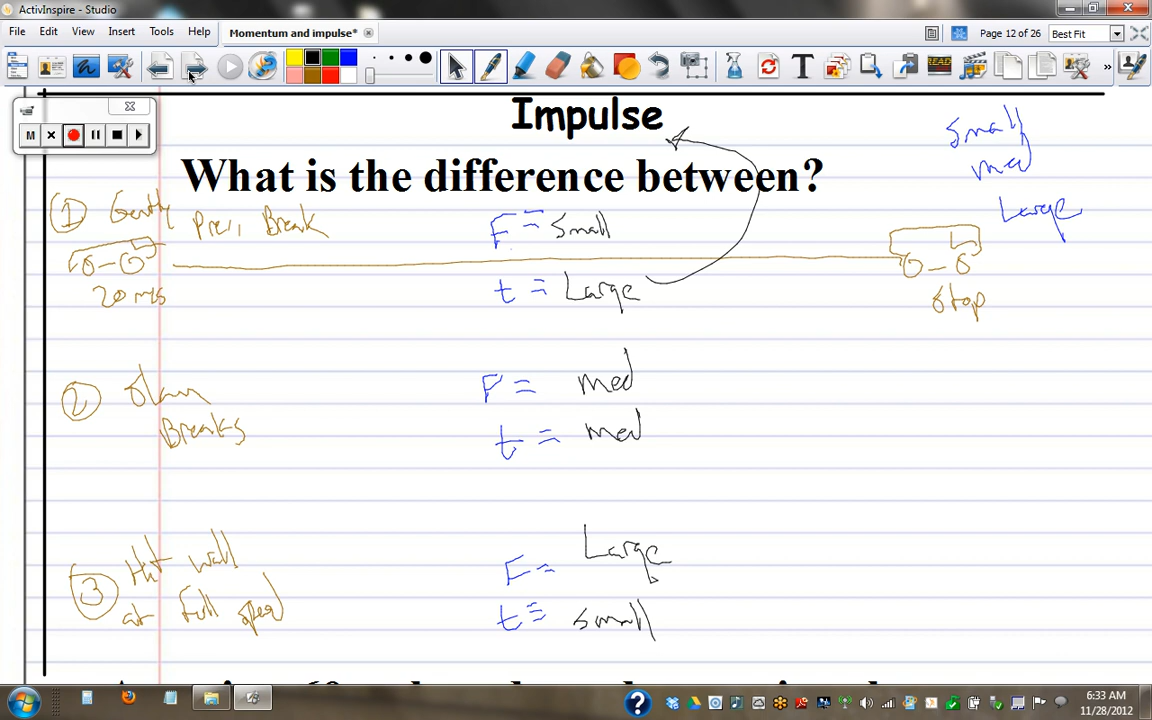 ActivInspire - Studio
File Edit View Insert Tools Help
Momentum and impulse*
Page 12 of 26
Best Fit
M
READ
Impulse
What is the difference between?
Small
med
Large
① Gently
Pres, Break
20 m/s
F = Small
t = Large
Stop
② Slam
Breaks
F = med
t = med
③ Hit wall
at full speed
F = Large
t = small
6:33 AM
11/28/2012